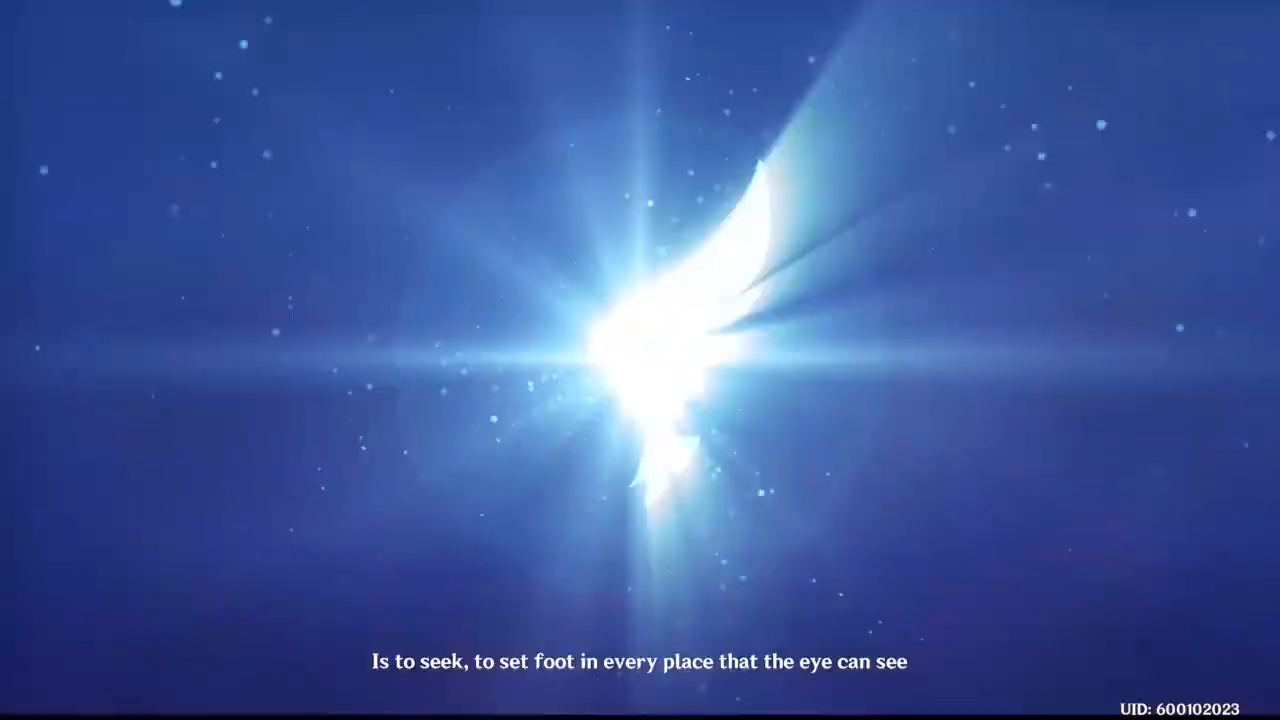 Is to seek, to set foot in every place that the eye can see
UID: 600102023